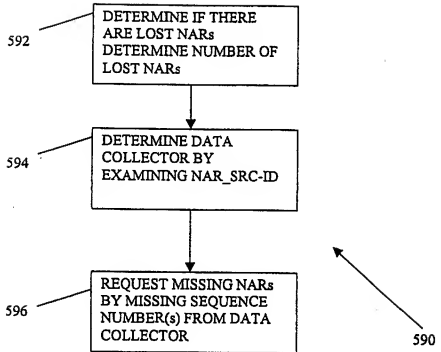 592
DETERMINE IF THERE
ARE LOST NARs
DETERMINE NUMBER OF
LOST NARs
594
DETERMINE DATA
COLLECTOR BY
EXAMINING NAR_SRC-ID
596
REQUEST MISSING NARs
BY MISSING SEQUENCE
NUMBER(s) FROM DATA
COLLECTOR
590